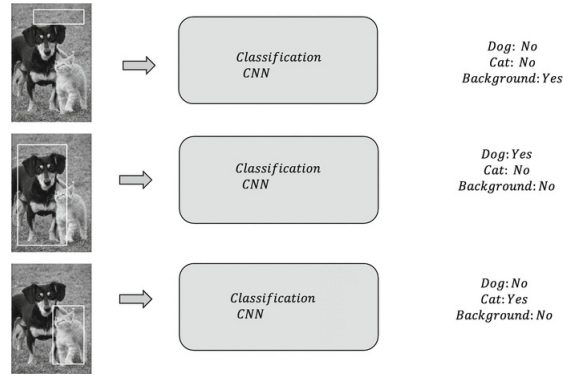 Classification
CNN
Dog: No
Cat: No
Background: Yes
Classification
CNN
Dog: Yes
Cat: No
Background: No
Classification
CNN
Dog: No
Cat: Yes
Background: No